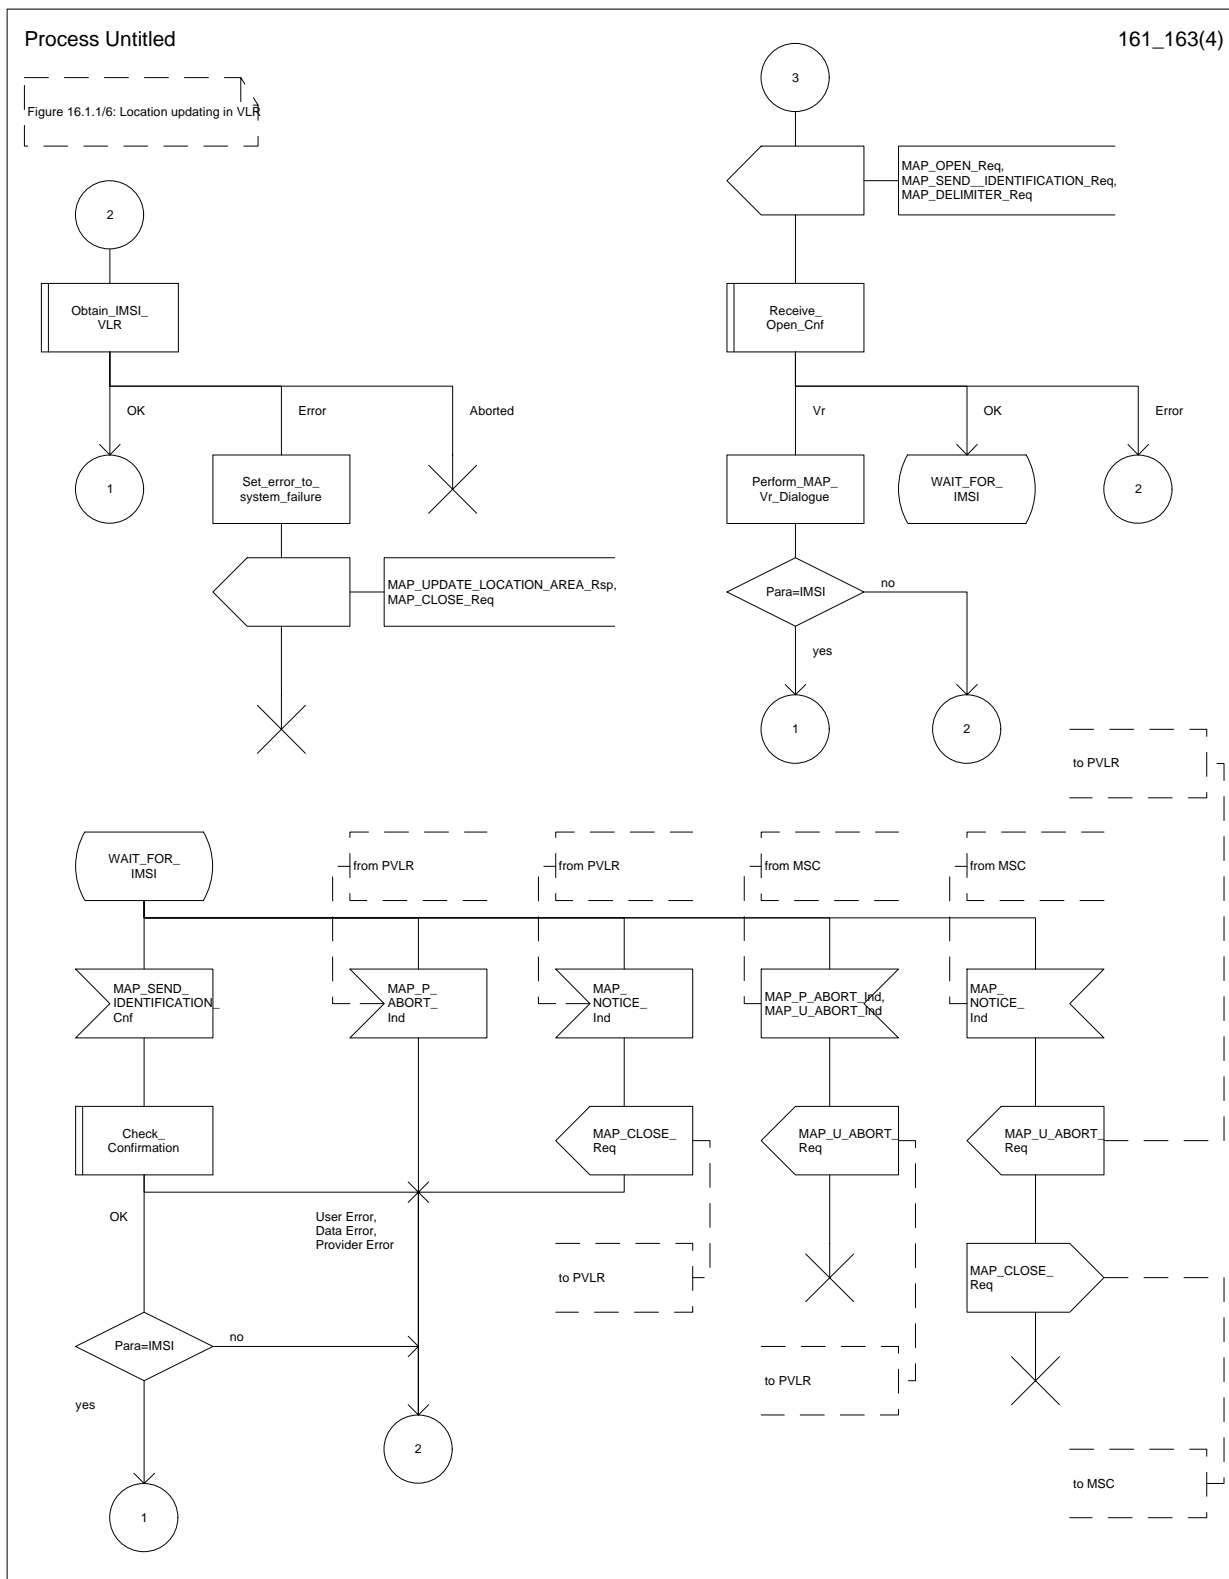 Process Untitled
161_163(4)
Figure 16.1.1/6: Location updating in VLR
3
MAP_OPEN_Req,
MAP_SEND__IDENTIFICATION_Req,
MAP_DELIMITER_Req
2
Obtain_IMSI_
VLR
Receive_
Open_Cnf
OK
Error
Aborted
Vr
OK
Error
1
Set_error_to_
system_failure
Perform_MAP_
Vr_Dialogue
WAIT_FOR_
IMSI
2
MAP_UPDATE_LOCATION_AREA_Rsp,
MAP_CLOSE_Req
Para=IMSI
no
yes
1
2
to PVLR
WAIT_FOR_
IMSI
from PVLR
from PVLR
from MSC
from MSC
MAP_SEND_
IDENTIFICATION_
Cnf
MAP_P_
ABORT_
Ind
MAP_
NOTICE_
Ind
MAP_P_ABORT_Ind,
MAP_U_ABORT_Ind
MAP_
NOTICE_
Ind
Check_
Confirmation
MAP_CLOSE_
Req
MAP_U_ABORT_
Req
MAP_U_ABORT_
Req
OK
User Error,
Data Error,
Provider Error
to PVLR
MAP_CLOSE_
Req
Para=IMSI
no
to PVLR
yes
2
to MSC
1